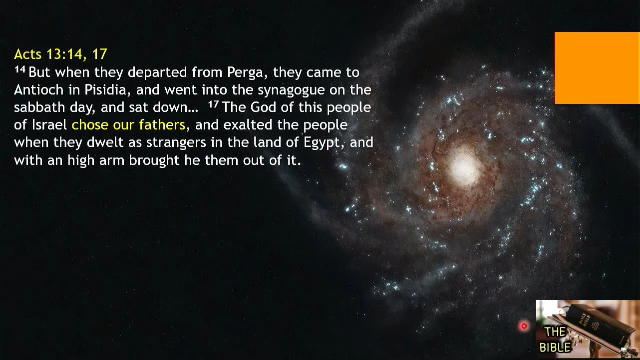 Acts 13:14, 17
14 But when they departed from Perga, they came to
Antioch in Pisidia, and went into the synagogue on the
sabbath day, and sat down… 17 The God of this people
of Israel chose our fathers, and exalted the people
when they dwelt as strangers in the land of Egypt, and
with an high arm brought he them out of it.
THE
BIBLE